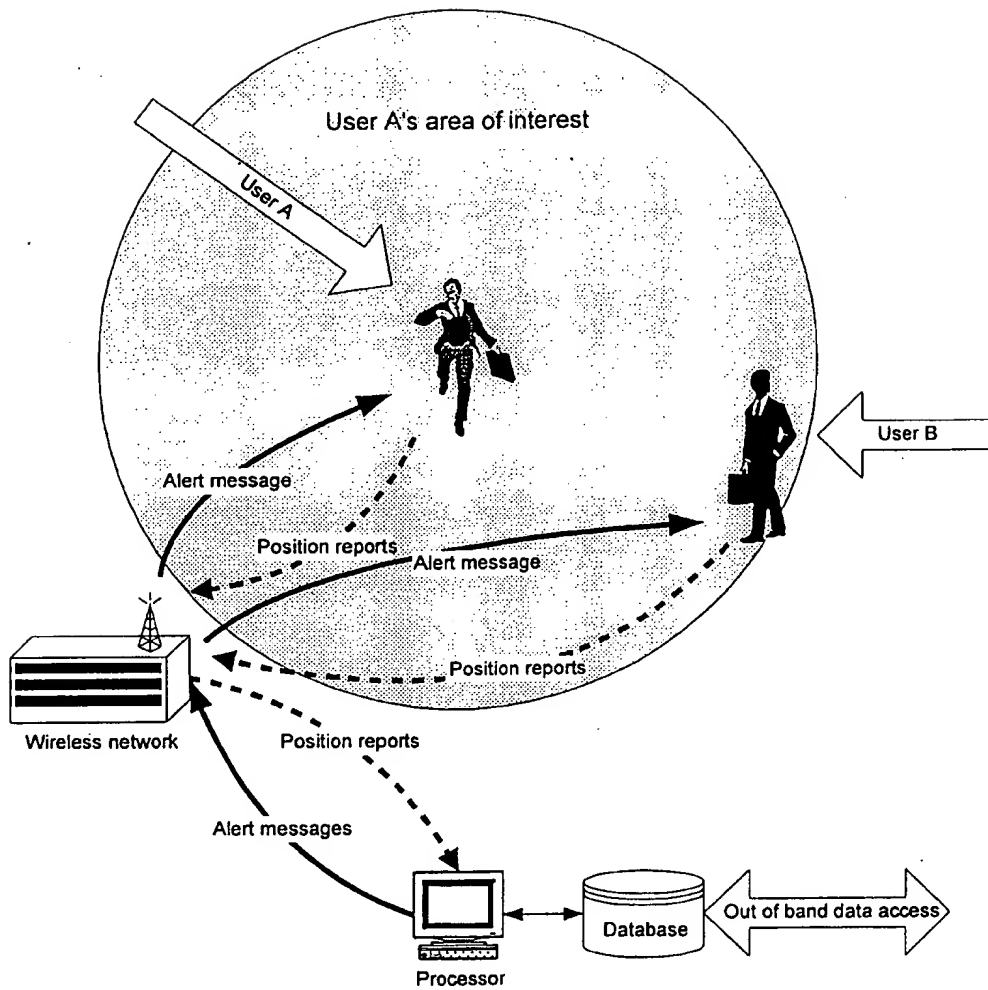 User A's area of interest
User A
User B
Alert message
Position reports
Alert message
Position reports
Wireless network
Position reports
Alert messages
Database
Out of band data access
Processor